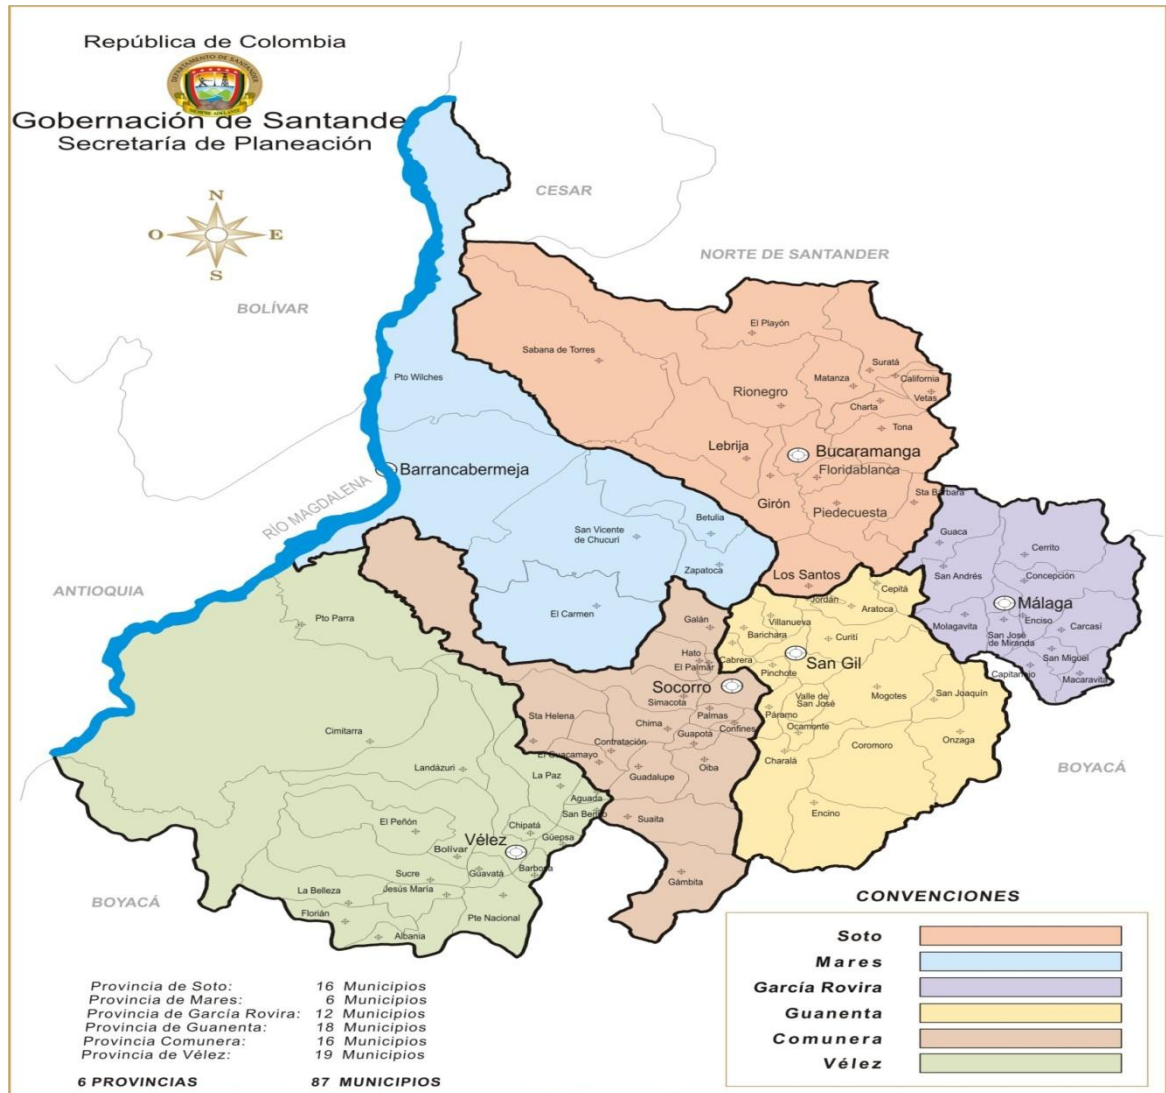 República de Colombia
DEPARTAMENTO DE SANTANDER
SIEMPRE ADELANTE
Gobernación de Santande
Secretaría de Planeación
N
O
E
S
CESAR
NORTE DE SANTANDER
BOLÍVAR
El Playón
Sabana de Torres
Suratá
Pto Wilches
Matanza
California
Rionegro
Vetas
Charta
Tona
Lebrija
Bucaramanga
Barrancabermeja
Floridablanca
Girón
Sta Bárbara
RÍO MAGDALENA
Piedecuesta
Betulia
San Vicente
de Chucurí
Guaca
Cerrito
Zapatoca
Los Santos
San Andrés
Concepción
ANTIOQUIA
Cepitá
Jordán
Aratoca
Málaga
El Carmen
Pto Parra
Galán
Villanueva
Molagavita
Enciso
Carcasí
Barichara
Curití
San José
de Miranda
Hato
Cabrera
San Gil
San Miguel
El Palmar
Pinchote
Capitanejo
Macaravita
Socorro
Simacota
Valle de
San José
Mogotes
San Joaquín
Sta Helena
Palmas
Páramo
Chima
Confines
Ocamonte
Cimitarra
Guapotá
Onzaga
Contratación
Coromoro
El Guacamayo
Charalá
Landázuri
Oiba
BOYACÁ
La Paz
Guadalupe
Aguada
San Benito
Encino
El Peñón
Suaita
Chipatá
Vélez
Güepsa
Bolívar
Barbosa
Sucre
Guavatá
Gámbita
La Belleza
Jesús María
BOYACÁ
Florián
Pte Nacional
Albania
CONVENCIONES
Soto
Mares
García Rovira
Guanenta
Comunera
Vélez
Provincia de Soto: 16 Municipios
Provincia de Mares: 6 Municipios
Provincia de García Rovira: 12 Municipios
Provincia de Guanenta: 18 Municipios
Provincia Comunera: 16 Municipios
Provincia de Vélez: 19 Municipios
6 PROVINCIAS 87 MUNICIPIOS